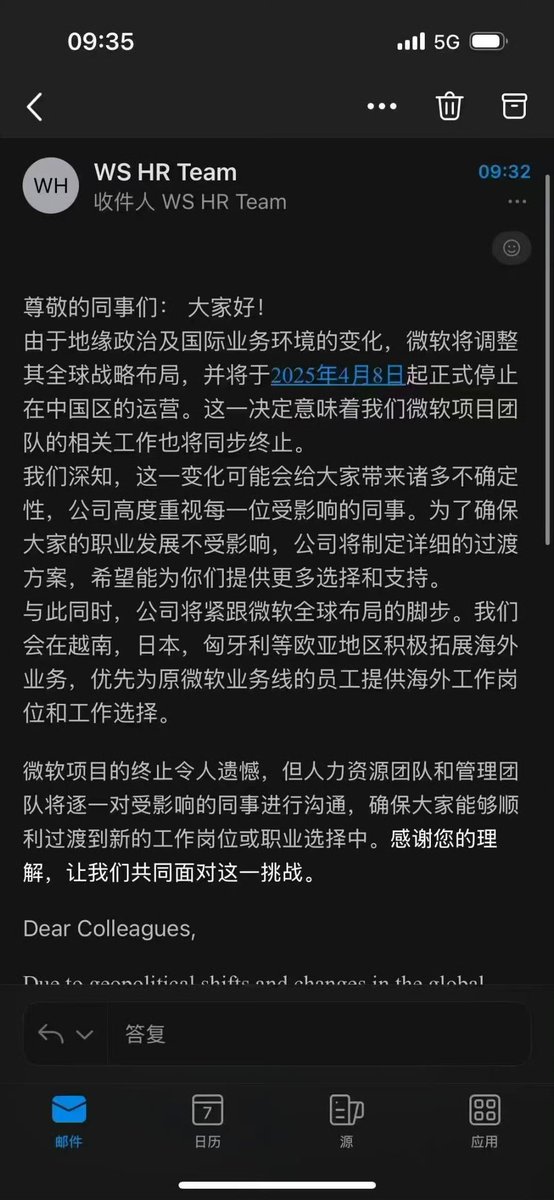 09:35
5G
WH
WS HR Team
09:32
收件人 WS HR Team
尊敬的同事们： 大家好！
由于地缘政治及国际业务环境的变化，微软将调整
其全球战略布局，并将于2025年4月8日起正式停止
在中国区的运营。这一决定意味着我们微软项目团
队的相关工作也将同步终止。
我们深知，这一变化可能会给大家带来诸多不确定
性，公司高度重视每一位受影响的同事。为了确保
大家的职业发展不受影响，公司将制定详细的过渡
方案，希望能为你们提供更多选择和支持。
与此同时，公司将紧跟微软全球布局的脚步。我们
会在越南，日本，匈牙利等欧亚地区积极拓展海外
业务，优先为原微软业务线的员工提供海外工作岗
位和工作选择。
微软项目的终止令人遗憾，但人力资源团队和管理团
队将逐一对受影响的同事进行沟通，确保大家能够顺
利过渡到新的工作岗位或职业选择中。感谢您的理
解，让我们共同面对这一挑战。
Dear Colleagues,
Due to geopolitical shifts and changes in the global
答复
7
邮件
日历
源
应用